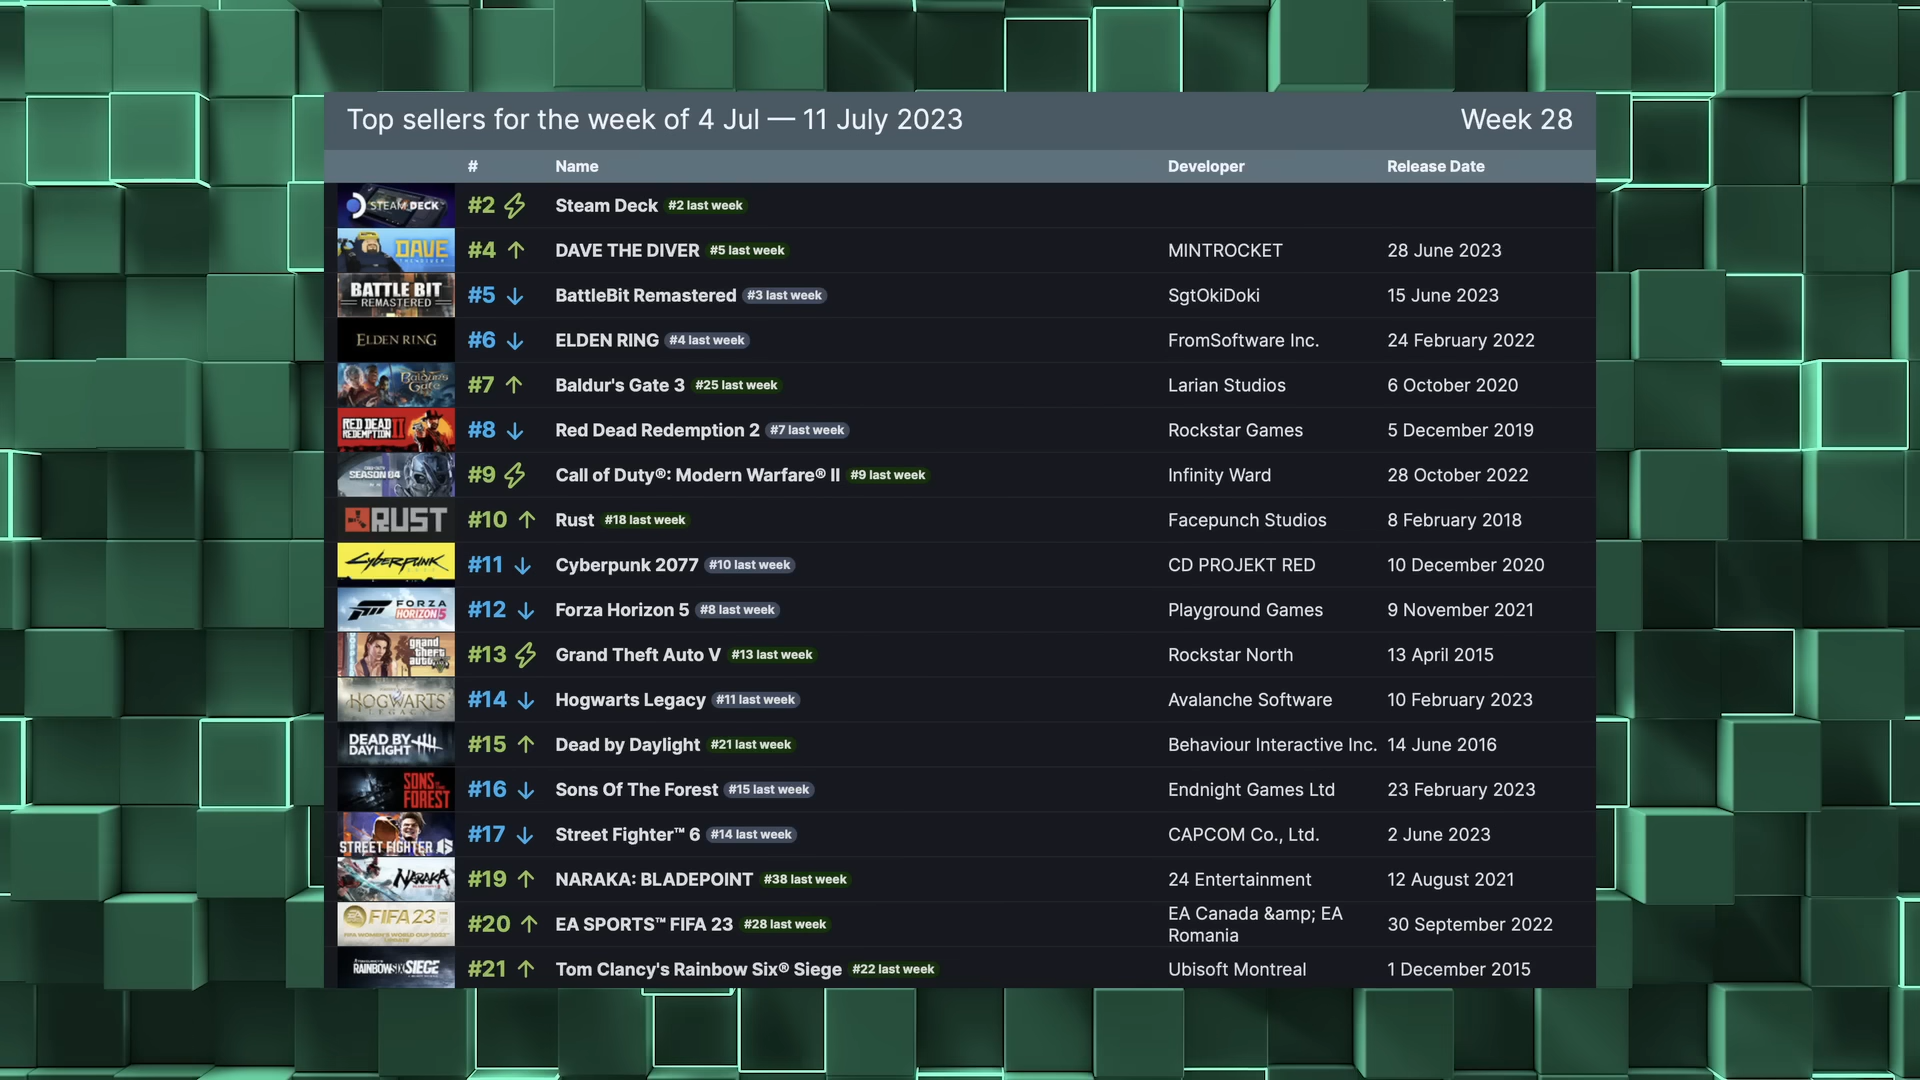 Top sellers for the week of 4 Jul — 11 July 2023 Week 28
# Name Developer Release Date
STEAM DECK #2 Steam Deck #2 last week
DAVE THE DIVER #4 DAVE THE DIVER #5 last week MINTROCKET 28 June 2023
BATTLE BIT REMASTERED #5 BattleBit Remastered #3 last week SgtOkiDoki 15 June 2023
ELDEN RING #6 ELDEN RING #4 last week FromSoftware Inc. 24 February 2022
Baldur's Gate #7 Baldur's Gate 3 #25 last week Larian Studios 6 October 2020
RED DEAD REDEMPTION II #8 Red Dead Redemption 2 #7 last week Rockstar Games 5 December 2019
SEASON 04 #9 Call of Duty®: Modern Warfare® II #9 last week Infinity Ward 28 October 2022
RUST #10 Rust #18 last week Facepunch Studios 8 February 2018
CYBERPUNK #11 Cyberpunk 2077 #10 last week CD PROJEKT RED 10 December 2020
FORZA HORIZON 5 #12 Forza Horizon 5 #8 last week Playground Games 9 November 2021
grand theft auto V #13 Grand Theft Auto V #13 last week Rockstar North 13 April 2015
HOGWARTS LEGACY #14 Hogwarts Legacy #11 last week Avalanche Software 10 February 2023
DEAD BY DAYLIGHT #15 Dead by Daylight #21 last week Behaviour Interactive Inc. 14 June 2016
SONS OF THE FOREST #16 Sons Of The Forest #15 last week Endnight Games Ltd 23 February 2023
STREET FIGHTER 6 #17 Street Fighter™ 6 #14 last week CAPCOM Co., Ltd. 2 June 2023
NARAKA #19 NARAKA: BLADEPOINT #38 last week 24 Entertainment 12 August 2021
FIFA 23 #20 EA SPORTS™ FIFA 23 #28 last week EA Canada &amp; EA Romania 30 September 2022
RAINBOW SIX SIEGE #21 Tom Clancy's Rainbow Six® Siege #22 last week Ubisoft Montreal 1 December 2015